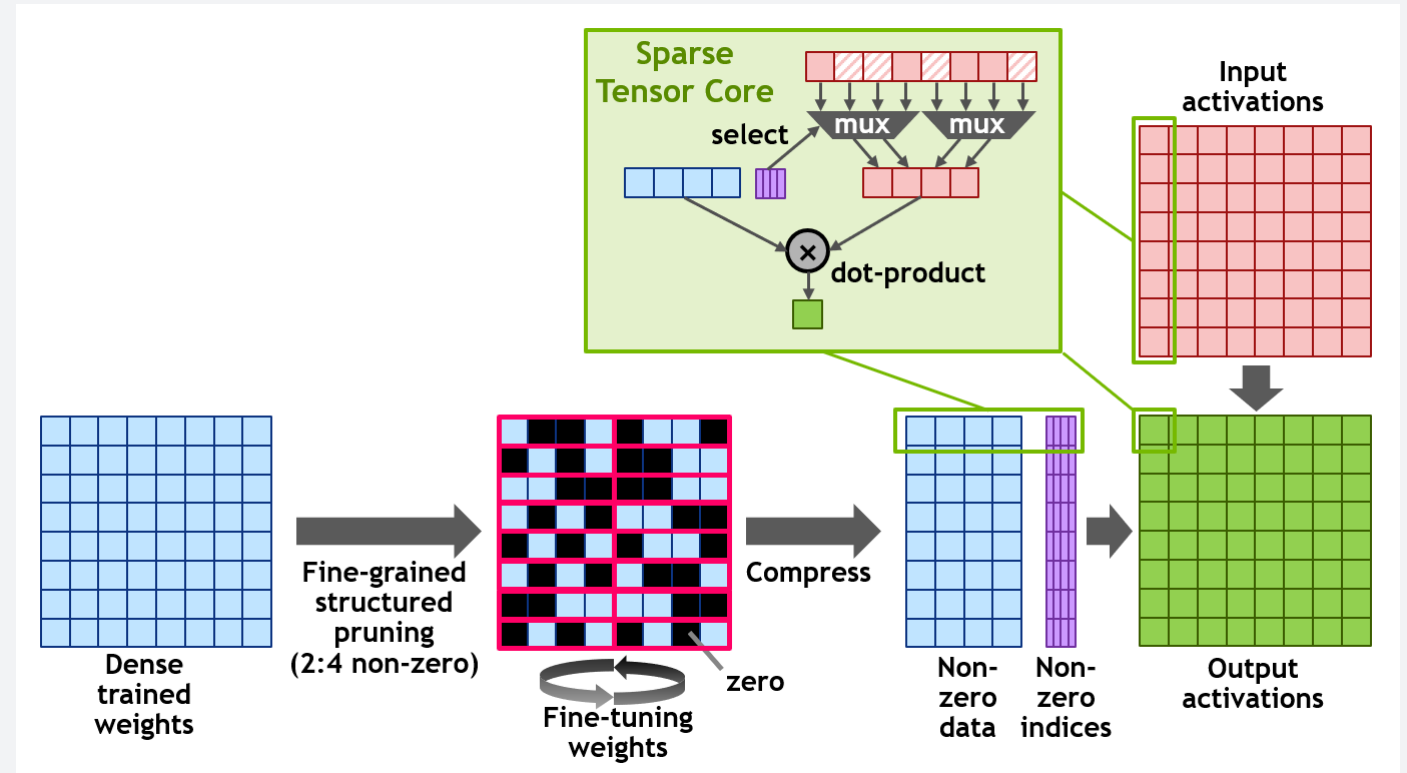 Sparse
Tensor Core
select
mux
mux
dot-product
Input
activations
Dense
trained
weights
Fine-grained
structured
pruning
(2:4 non-zero)
Fine-tuning
weights
zero
Compress
Non-
zero
data
Non-
zero
indices
Output
activations